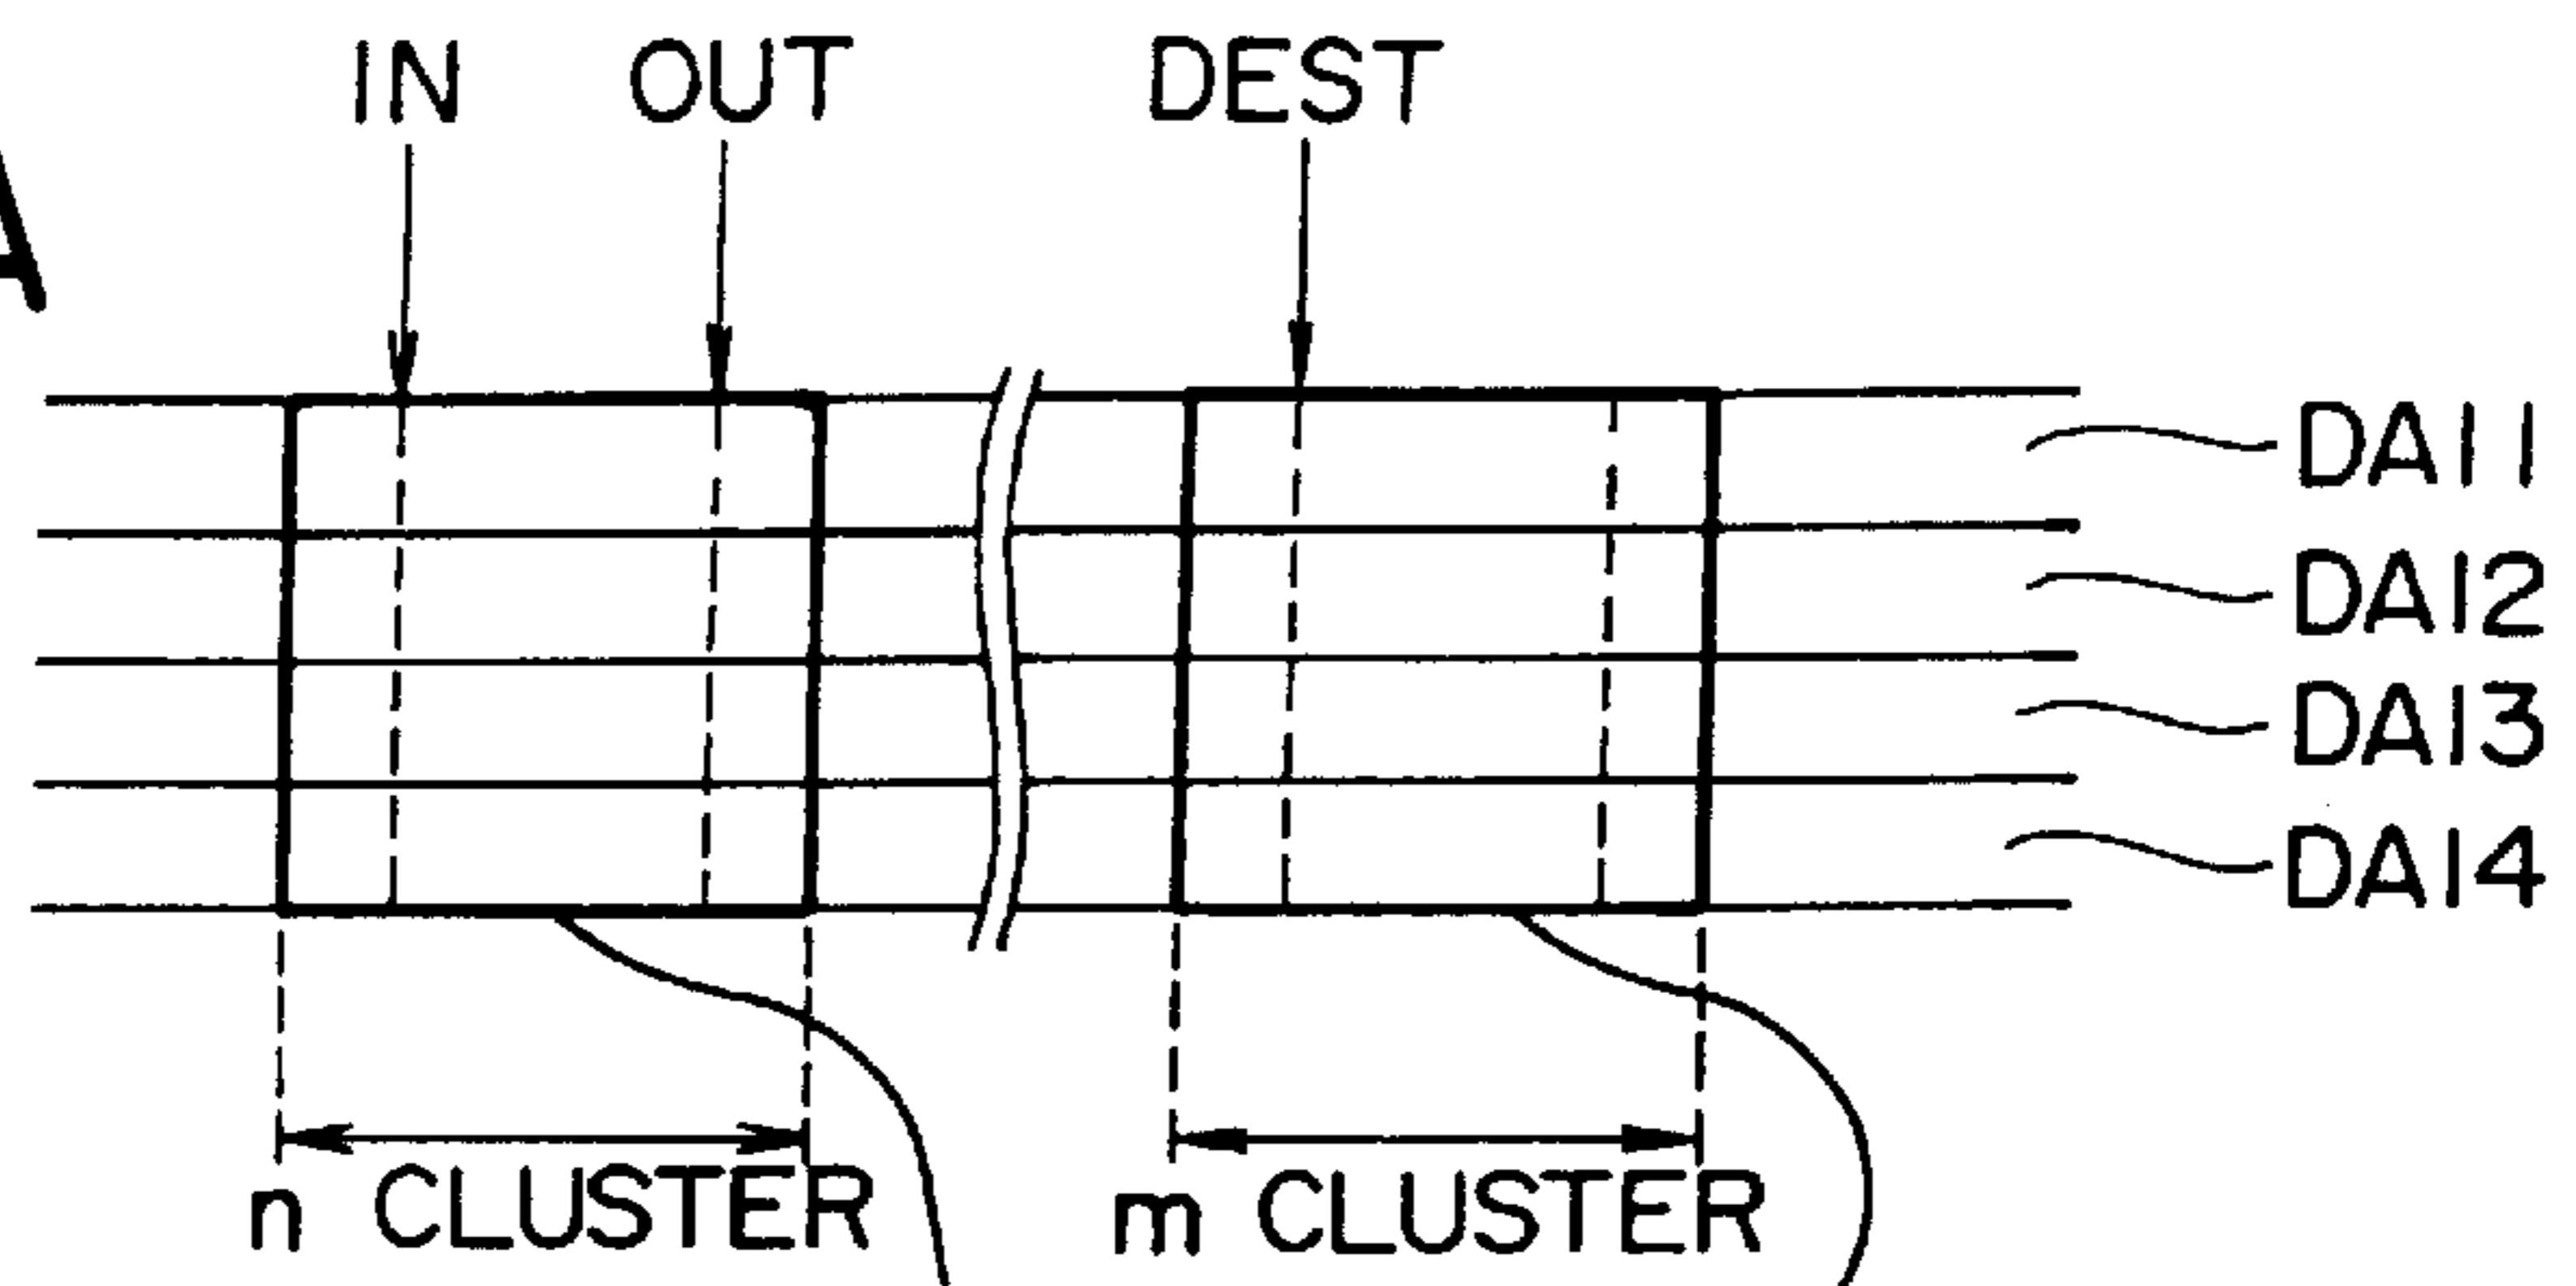 IN OUT DEST
A
DA11
DA12
DA13
DA14
n CLUSTER m CLUSTER